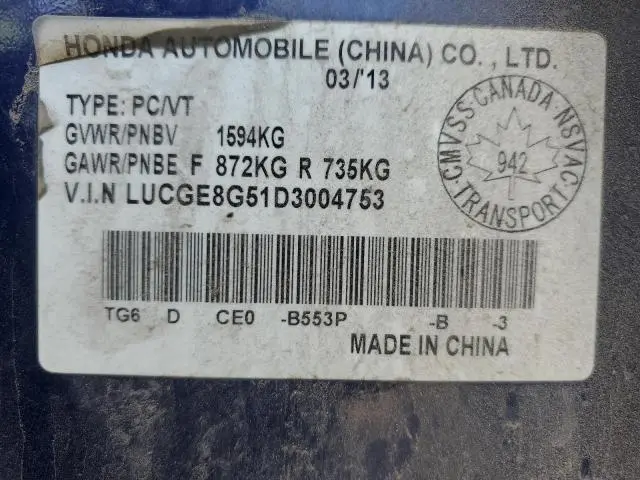 HONDA AUTOMOBILE (CHINA) CO., LTD.
03/'13
TYPE: PC/VT
GVWR/PNBV 1594KG
GAWR/PNBE F 872KG R 735KG
V.I.N LUCGE8G51D3004753
CMVSS-CANADA-NSVAC-TRANSPORT-
942
TG6 D CE0 -B553P -B -3
MADE IN CHINA